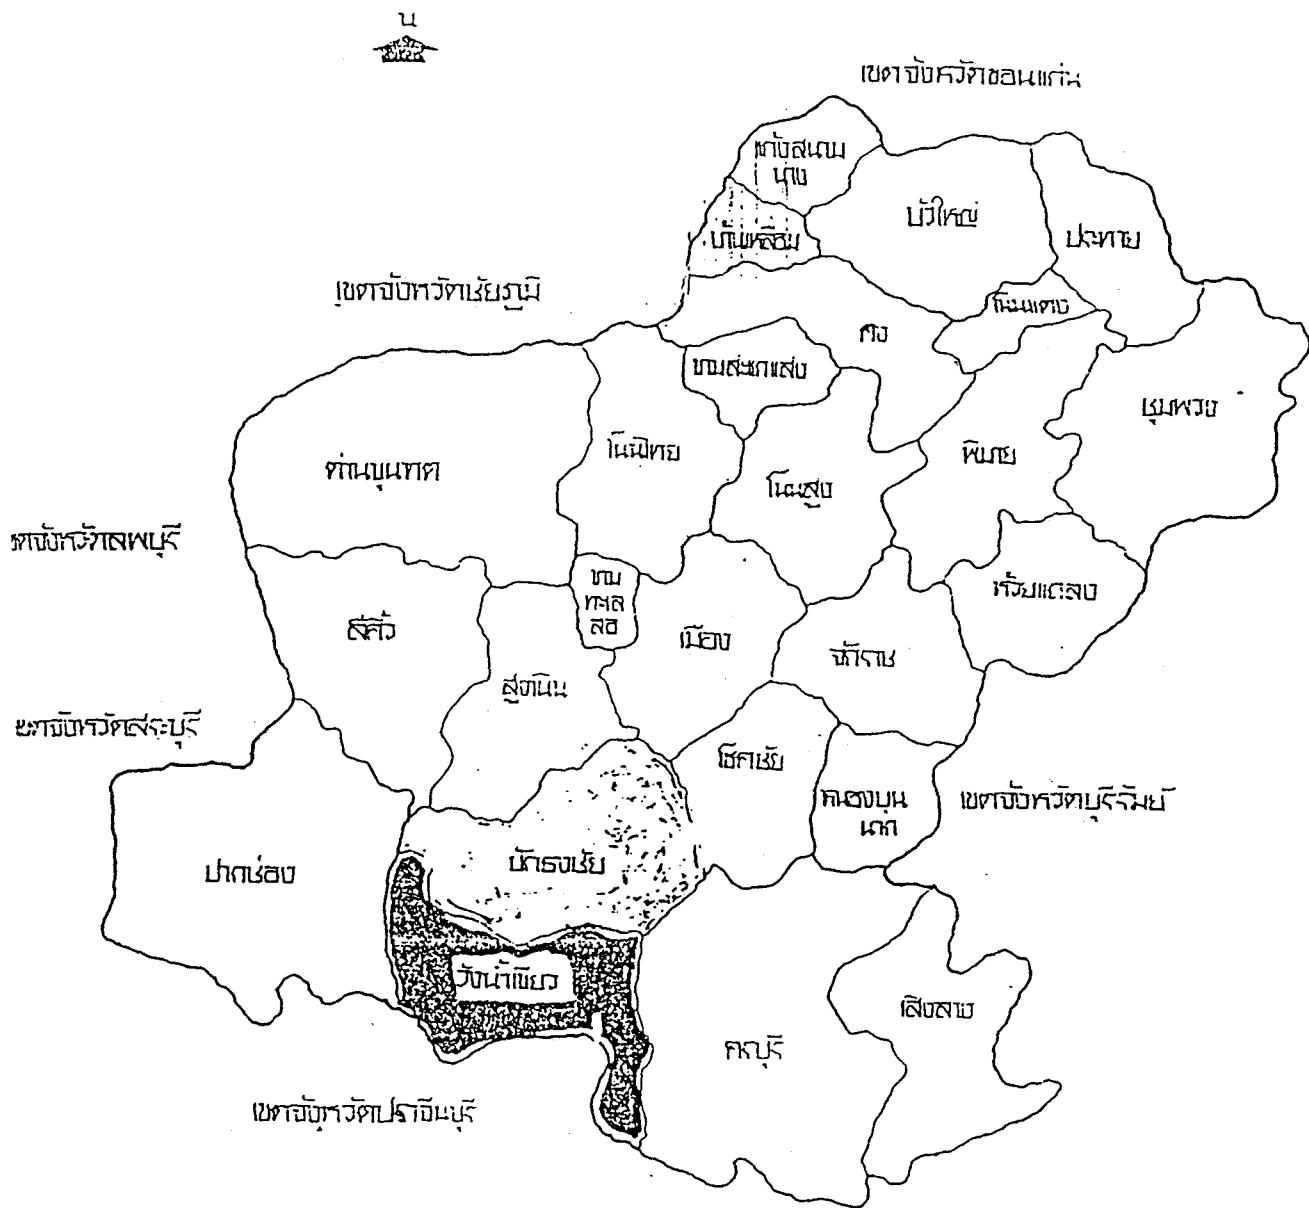 น
เขตจังหวัดขอนแก่น
แก้งสนาม
นาง
บัวใหญ่
ประทาย
บ้านเหลื่อม
เขตจังหวัดชัยภูมิ
โนนแดง
คง
ขามสะแกแสง
ชุมพวง
โนนไทย
พิมาย
ด่านขุนทด
โนนสูง
ตจังหวัดลพบุรี
ขาม
ทะเล
สอ
ห้วยแถลง
สีคิ้ว
เมือง
จักราช
สูงเนิน
ขตจังหวัดสระบุรี
โชคชัย
หนองบุน
นาก
เขตจังหวัดบุรีรัมย์
ปากช่อง
ปักธงชัย
วังน้ำเขียว
เสิงสาง
ครบุรี
เขตจังหวัดปราจีนบุรี